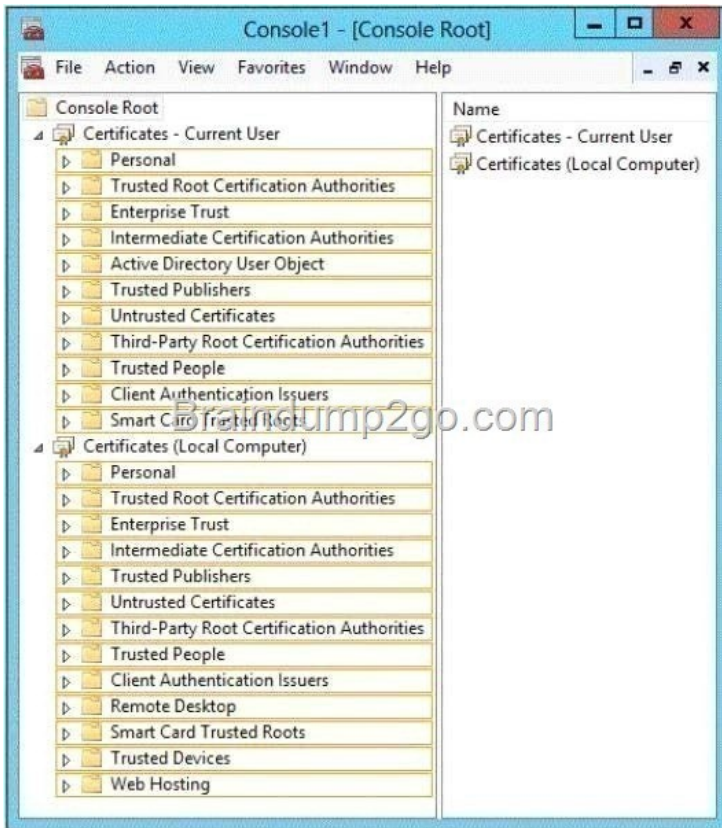 Console1 - [Console Root]
File Action View Favorites Window Help
Console Root
Certificates - Current User
Personal
Trusted Root Certification Authorities
Enterprise Trust
Intermediate Certification Authorities
Active Directory User Object
Trusted Publishers
Untrusted Certificates
Third-Party Root Certification Authorities
Trusted People
Client Authentication Issuers
Smart Card Trusted Roots
Certificates (Local Computer)
Personal
Trusted Root Certification Authorities
Enterprise Trust
Intermediate Certification Authorities
Trusted Publishers
Untrusted Certificates
Third-Party Root Certification Authorities
Trusted People
Client Authentication Issuers
Remote Desktop
Smart Card Trusted Roots
Trusted Devices
Web Hosting
Name
Certificates - Current User
Certificates (Local Computer)
Braindump2go.com